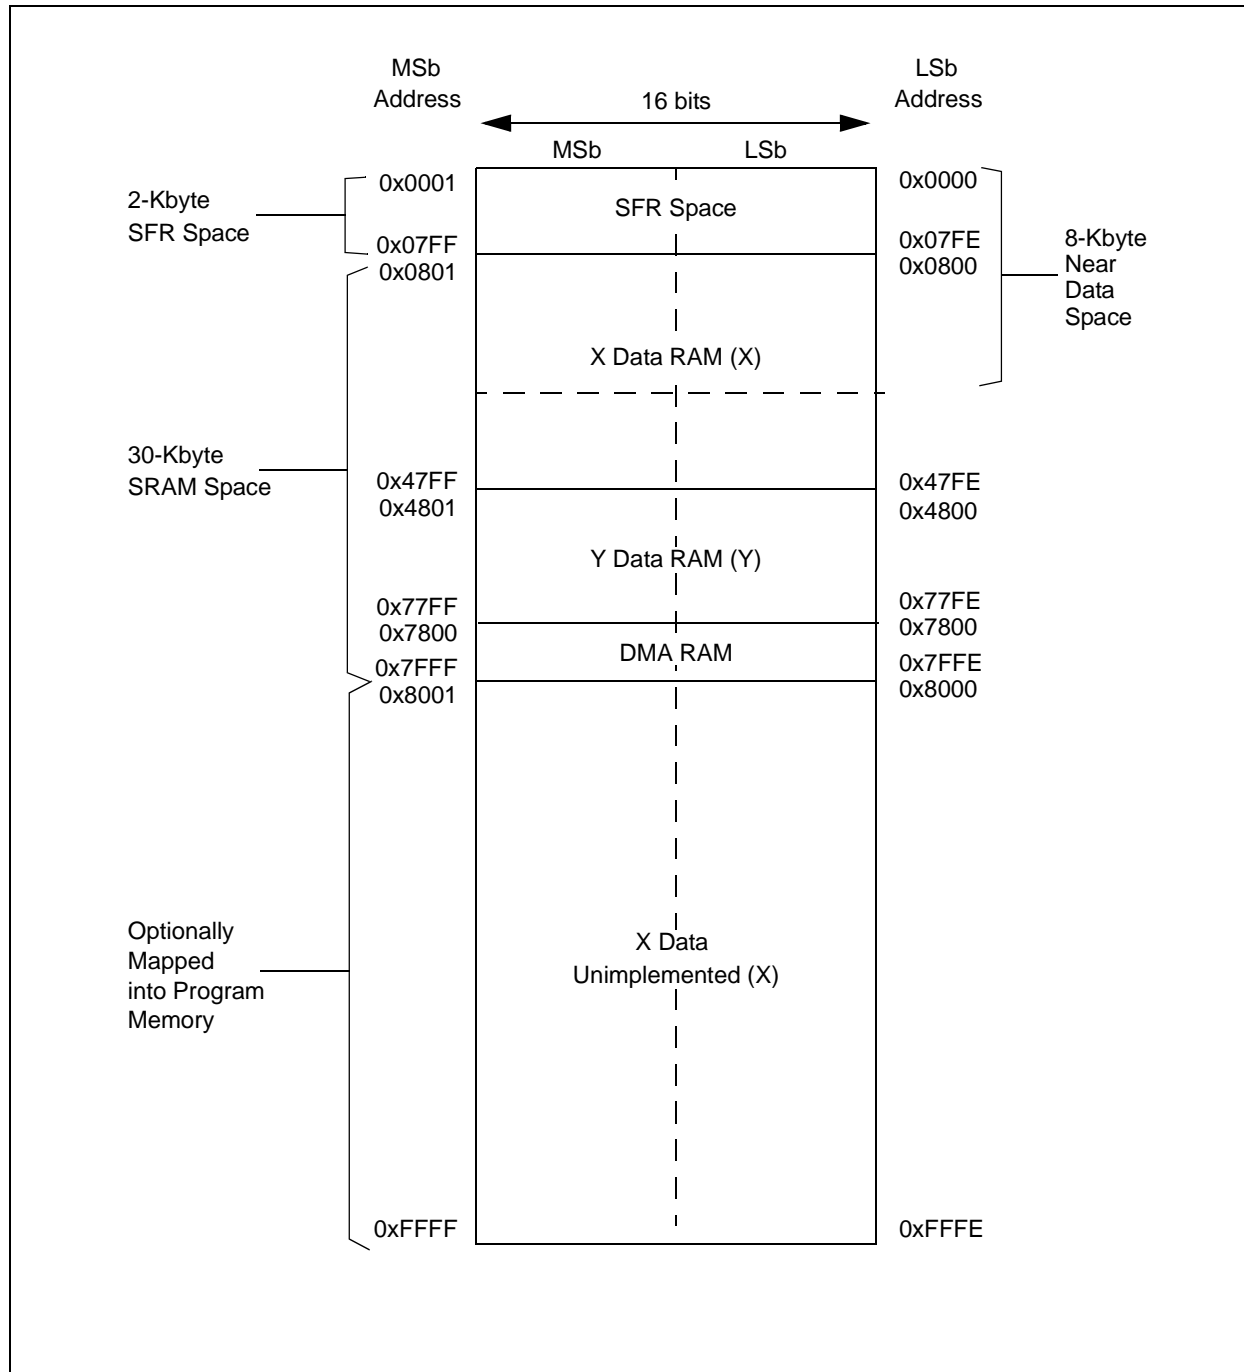 MSb
Address
LSb
Address
16 bits
MSb
LSb
0x0001
0x0000
2-Kbyte
SFR Space
SFR Space
0x07FF
0x0801
0x07FE
0x0800
8-Kbyte
Near
Data
Space
X Data RAM (X)
30-Kbyte
SRAM Space
0x47FF
0x4801
0x47FE
0x4800
Y Data RAM (Y)
0x77FF
0x7800
0x77FE
0x7800
DMA RAM
0x7FFF
0x8001
0x7FFE
0x8000
Optionally
Mapped
into Program
Memory
X Data
Unimplemented (X)
0xFFFF
0xFFFE